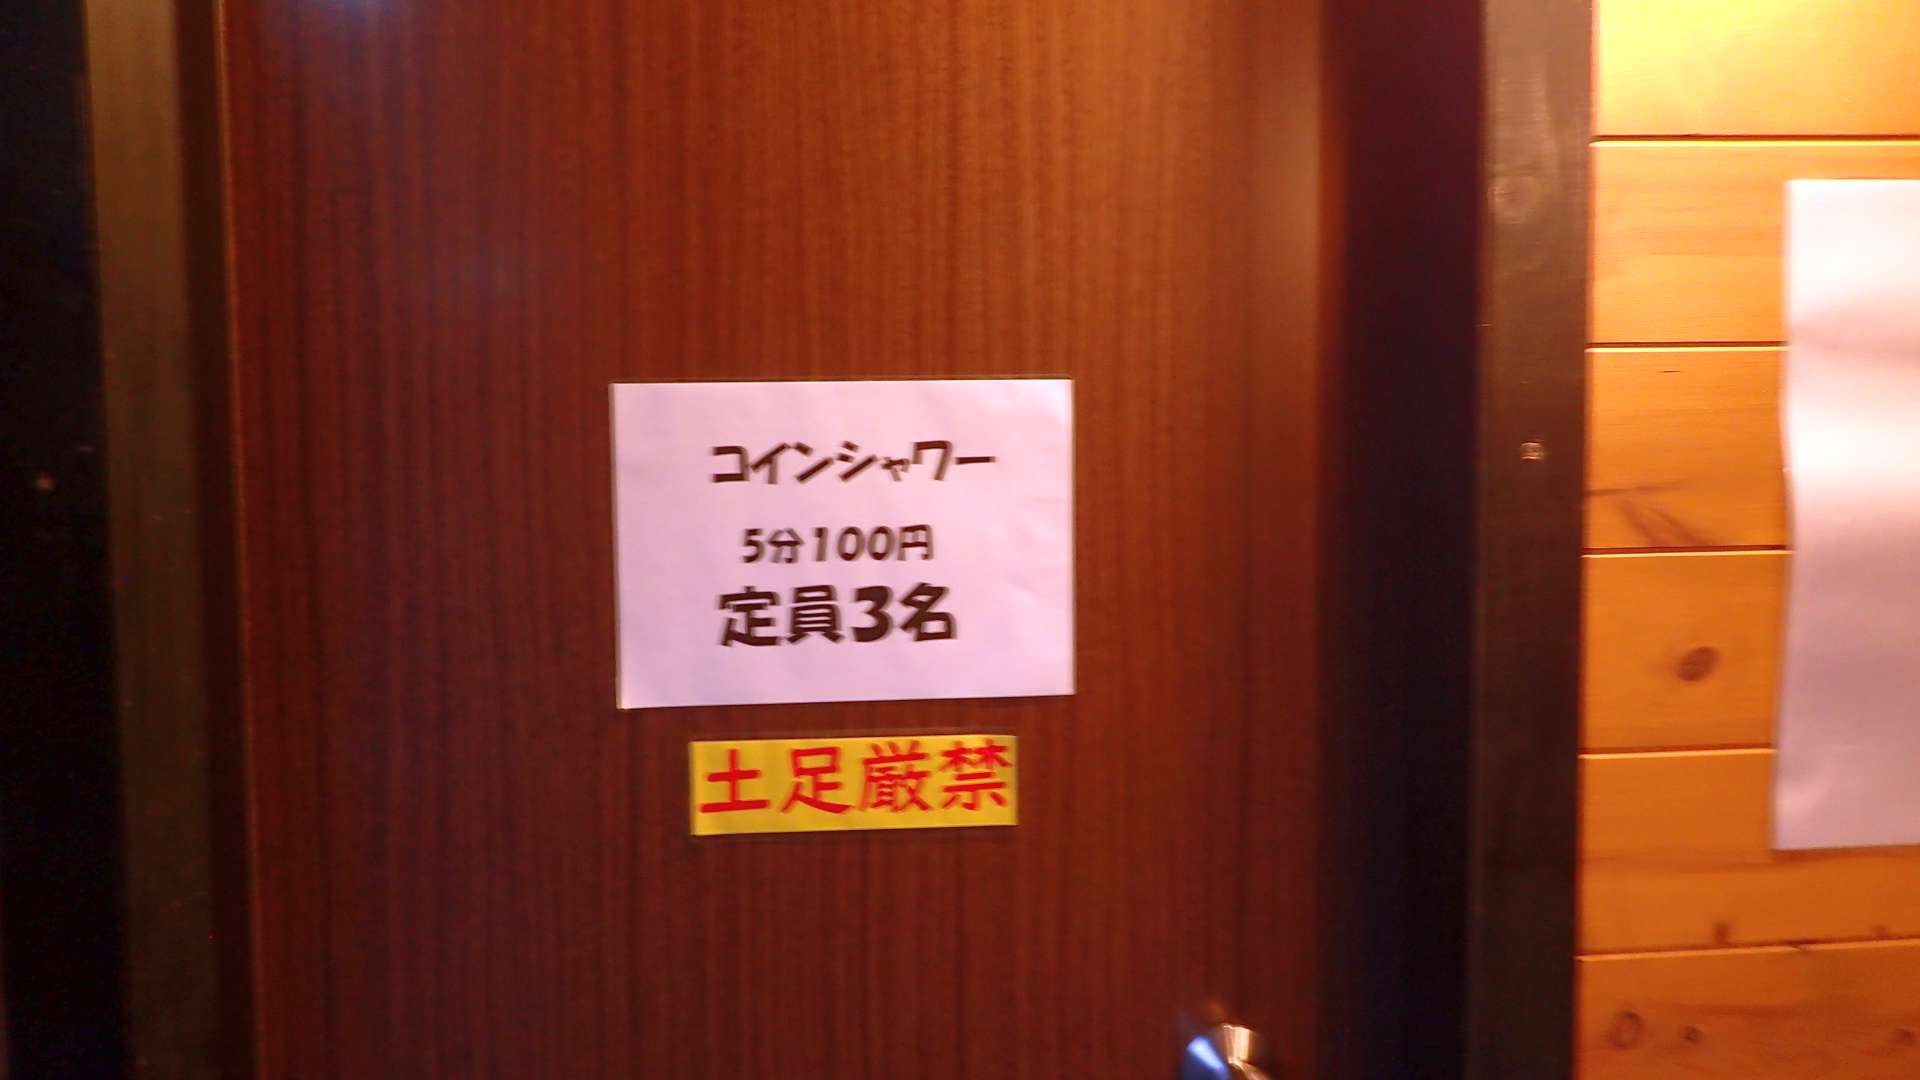 コインシャワー
5分100円
定員3名
土足厳禁